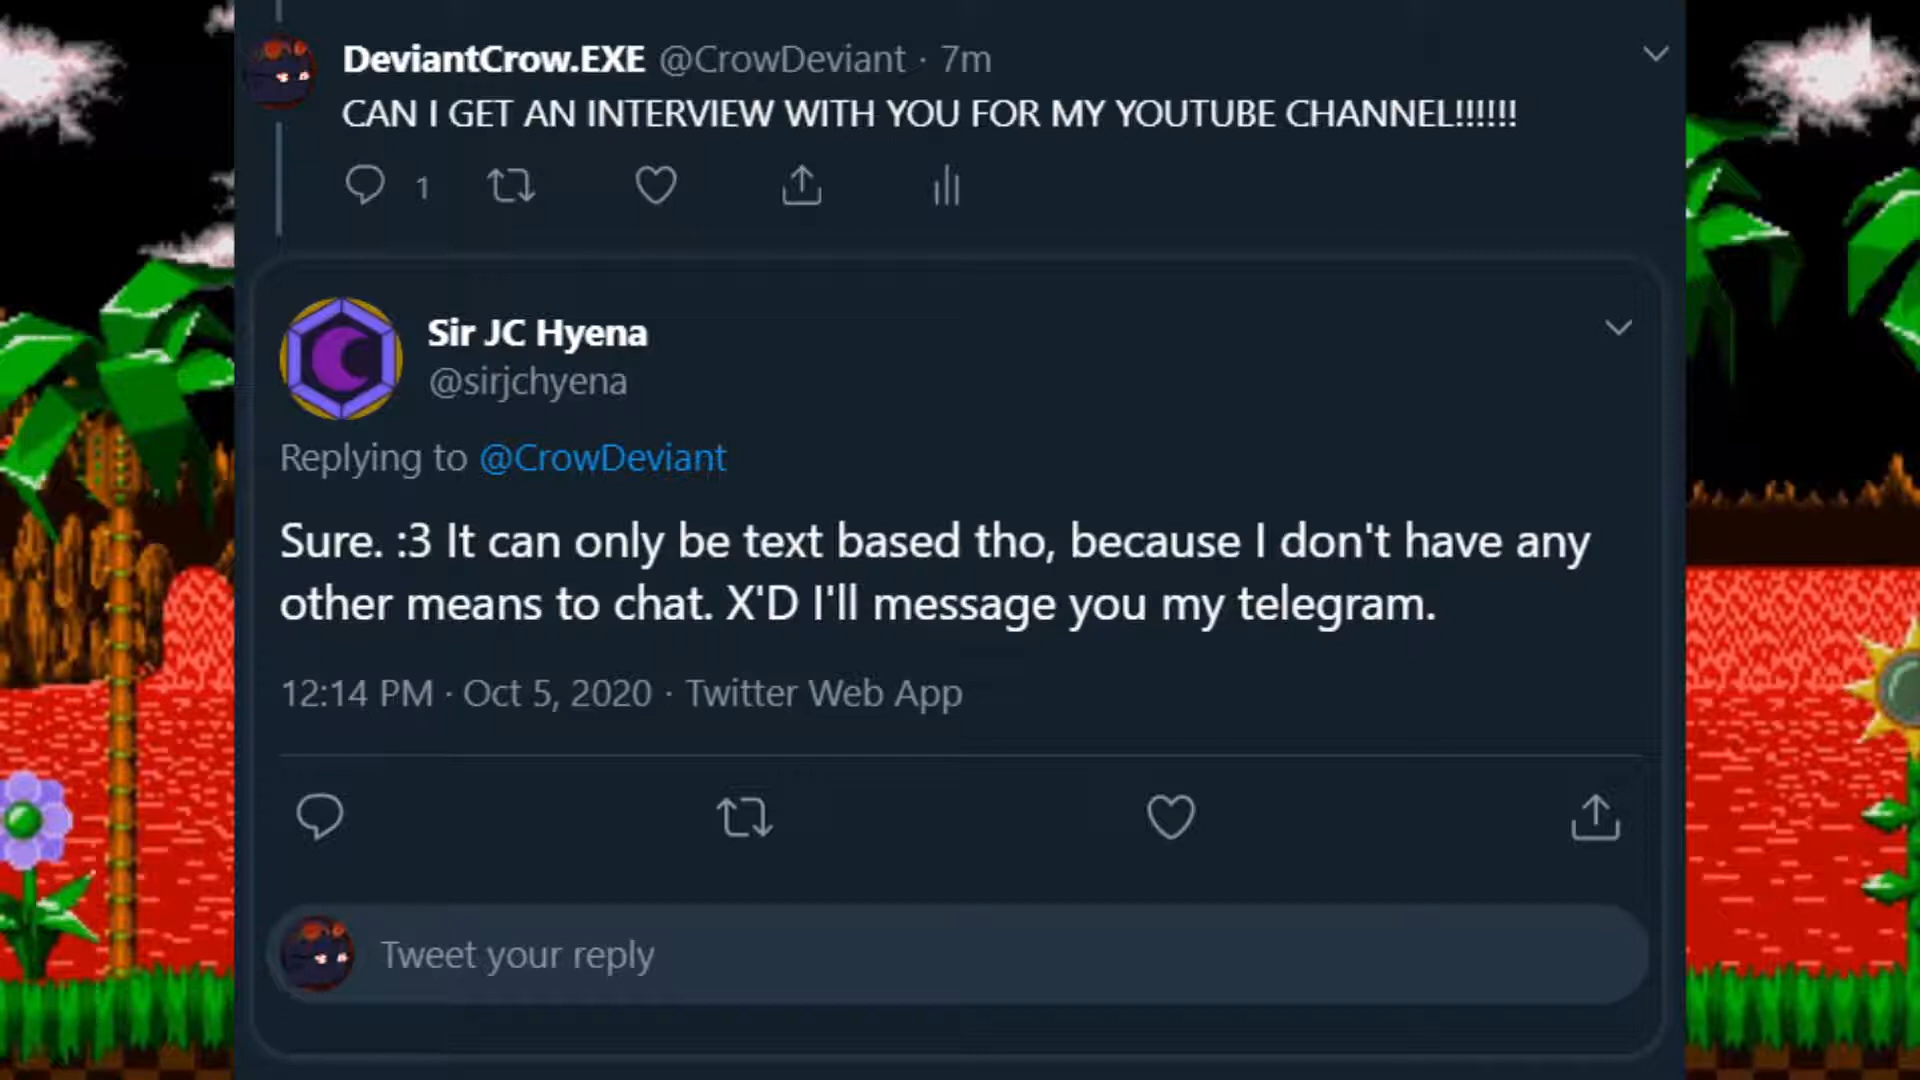 DeviantCrow.EXE @CrowDeviant · 7m
CAN I GET AN INTERVIEW WITH YOU FOR MY YOUTUBE CHANNEL!!!!!!
1
Sir JC Hyena
@sirjchyena
Replying to @CrowDeviant
Sure. :3 It can only be text based tho, because I don't have any
other means to chat. X'D I'll message you my telegram.
12:14 PM · Oct 5, 2020 · Twitter Web App
Tweet your reply